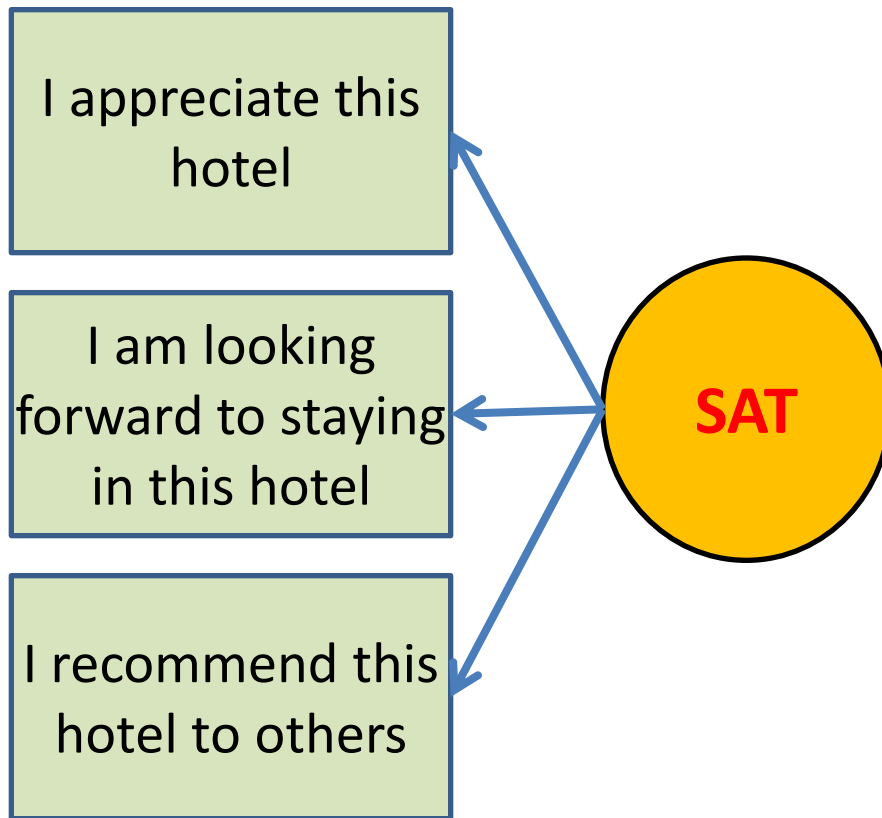 I appreciate this
hotel
I am looking
forward to staying
in this hotel
SAT
I recommend this
hotel to others